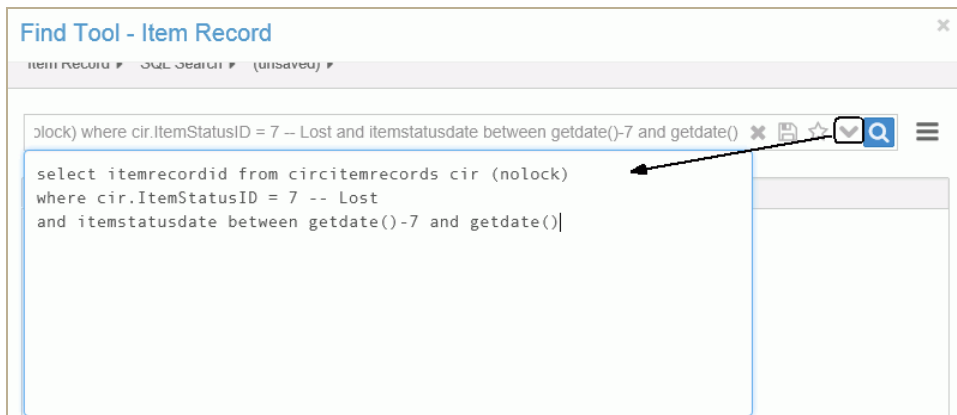 Find Tool - Item Record
Item Record SQL Search (unsaved)
olock) where cir.ItemStatusID = 7 -- Lost and itemstatusdate between getdate()-7 and getdate()
select itemrecordid from circitemrecords cir (nolock)
where cir.ItemStatusID = 7 -- Lost
and itemstatusdate between getdate()-7 and getdate()